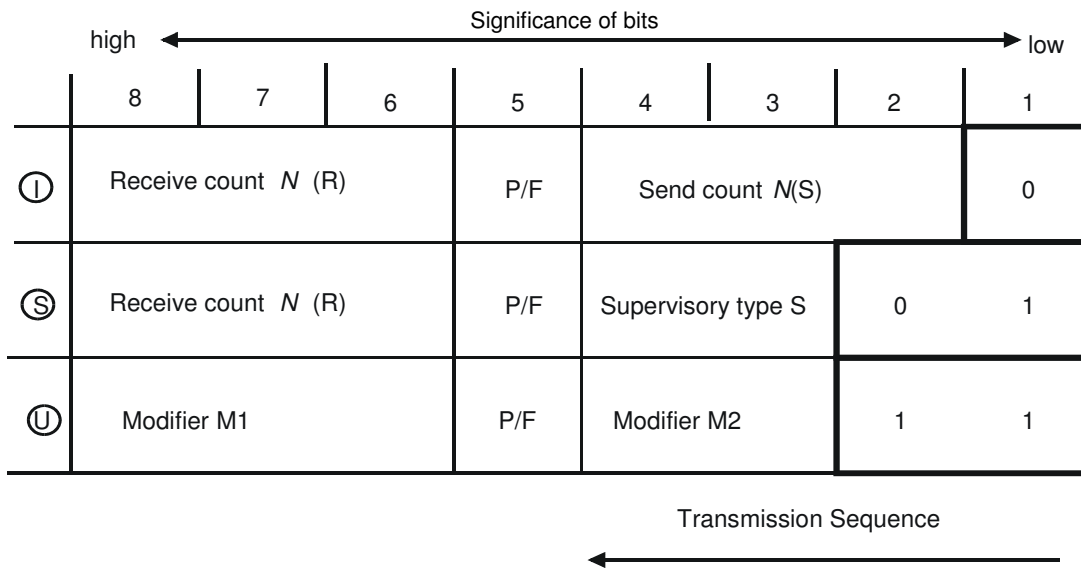 Significance of bits
high low
8 7 6 5 4 3 2 1
I Receive count N (R) P/F Send count N(S) 0
S Receive count N (R) P/F Supervisory type S 0 1
U Modifier M1 P/F Modifier M2 1 1
Transmission Sequence